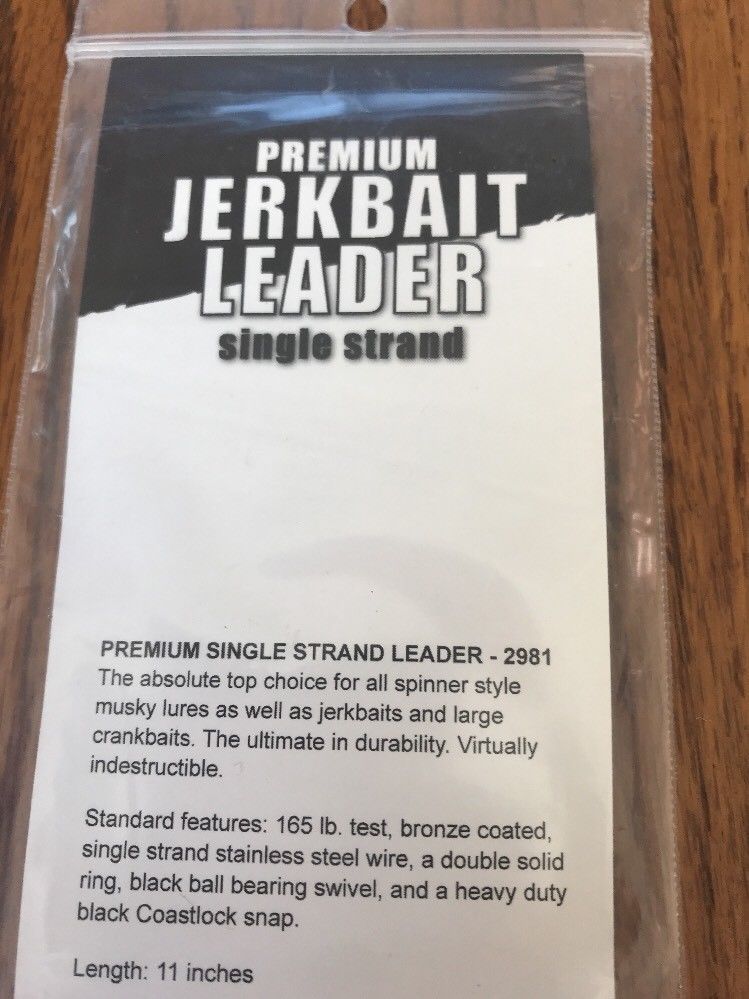 PREMIUM
JERKBAIT
LEADER
single strand
PREMIUM SINGLE STRAND LEADER - 2981
The absolute top choice for all spinner style
musky lures as well as jerkbaits and large
crankbaits. The ultimate in durability. Virtually
indestructible.
Standard features: 165 lb. test, bronze coated,
single strand stainless steel wire, a double solid
ring, black ball bearing swivel, and a heavy duty
black Coastlock snap.
Length: 11 inches